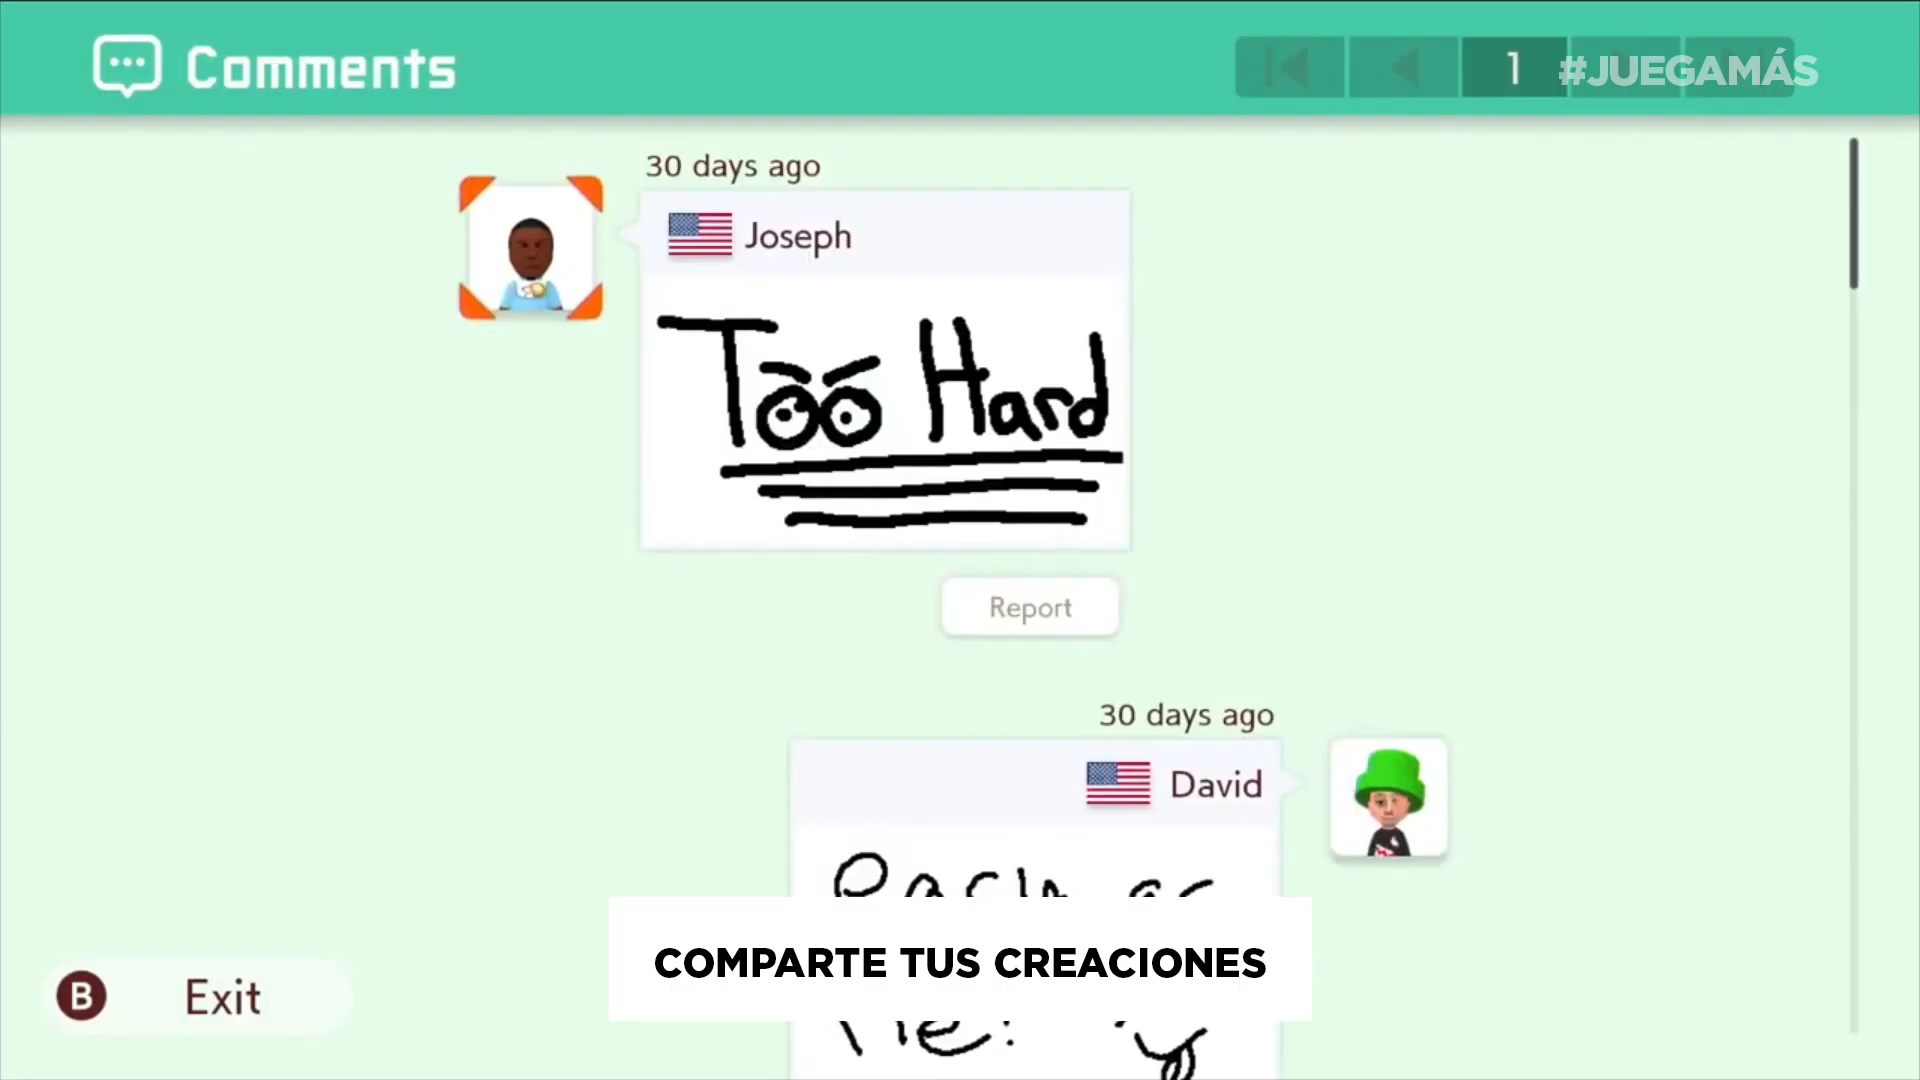 Comments
1
#JUEGAMÁS
30 days ago
Joseph
Too Hard
Report
30 days ago
David
COMPARTE TUS CREACIONES
B Exit